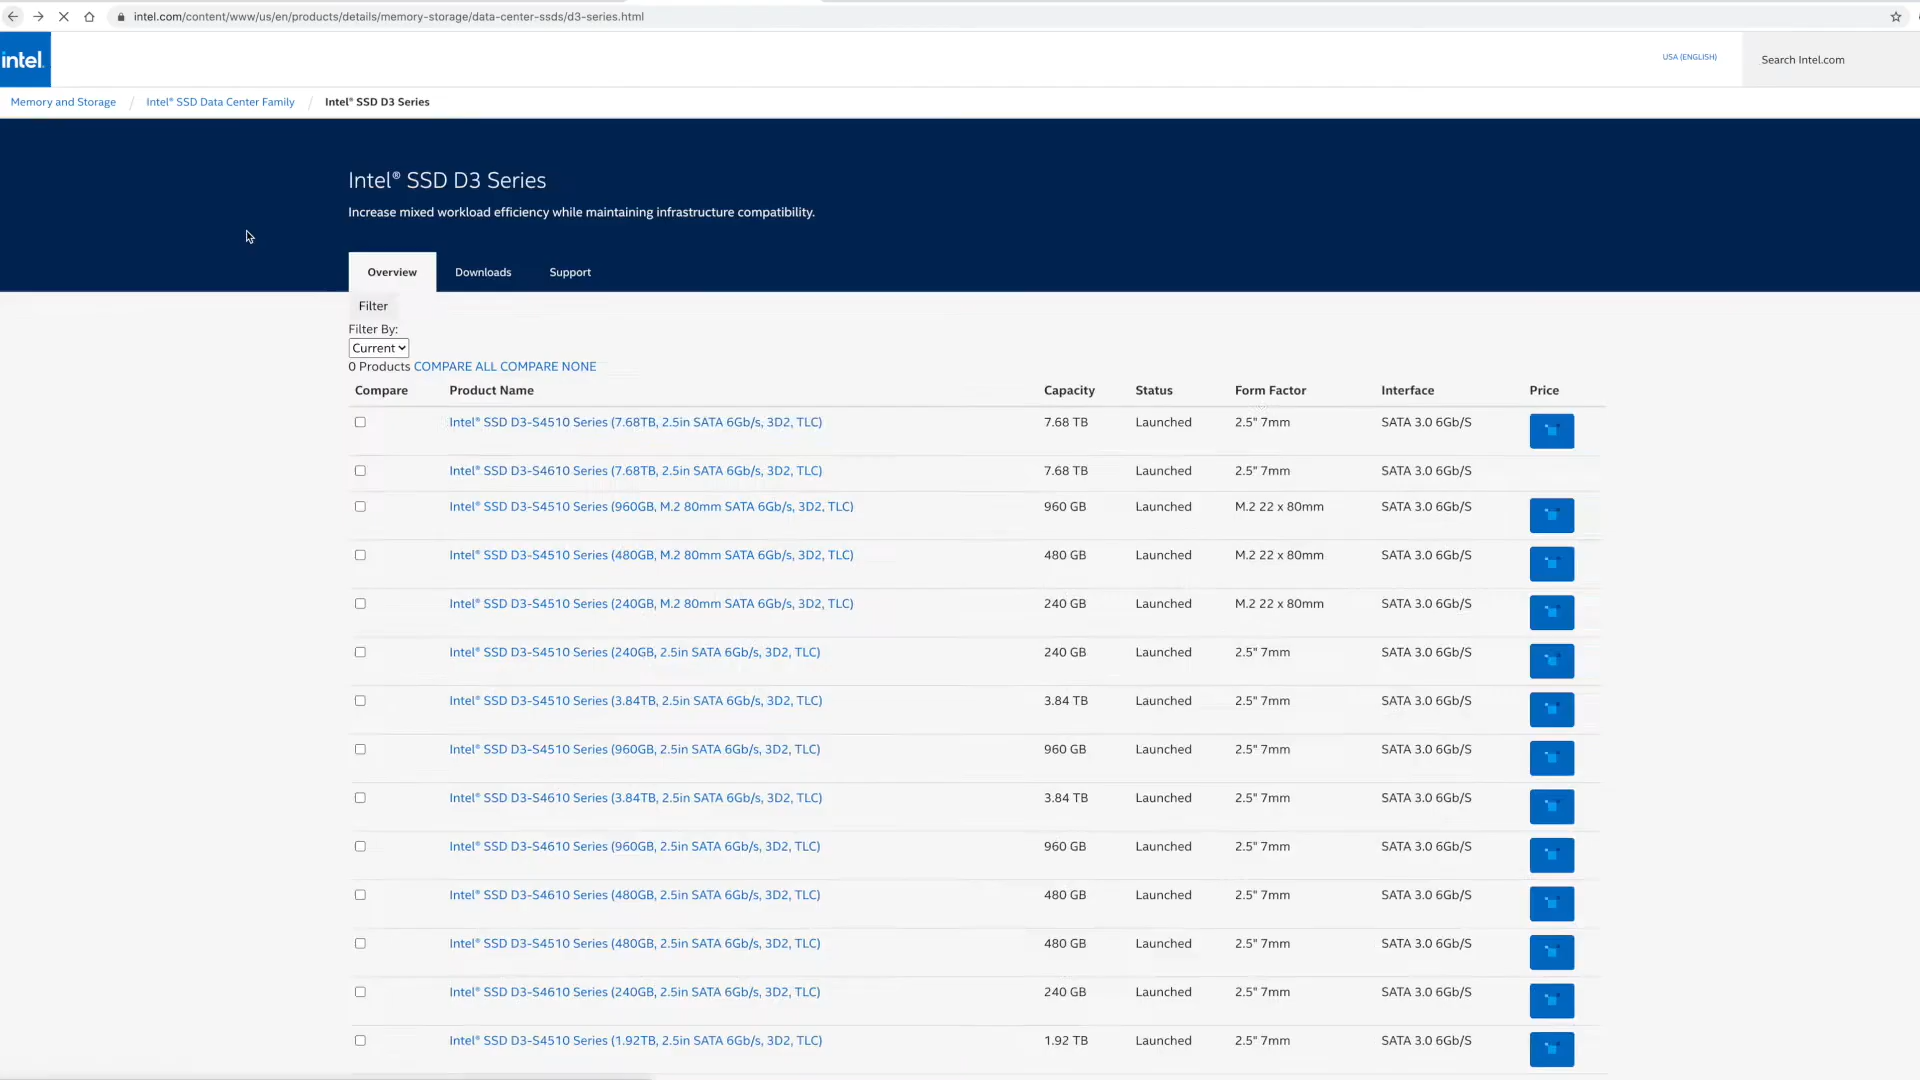 intel.com/content/www/us/en/products/details/memory-storage/data-center-ssds/d3-series.html
intel.
USA (ENGLISH)
Search Intel.com
Memory and Storage / Intel® SSD Data Center Family / Intel® SSD D3 Series
Intel® SSD D3 Series
Increase mixed workload efficiency while maintaining infrastructure compatibility.
Overview Downloads Support
Filter
Filter By:
Current
0 Products COMPARE ALL COMPARE NONE
Compare Product Name Capacity Status Form Factor Interface Price
Intel® SSD D3-S4510 Series (7.68TB, 2.5in SATA 6Gb/s, 3D2, TLC) 7.68 TB Launched 2.5" 7mm SATA 3.0 6Gb/S
Intel® SSD D3-S4610 Series (7.68TB, 2.5in SATA 6Gb/s, 3D2, TLC) 7.68 TB Launched 2.5" 7mm SATA 3.0 6Gb/S
Intel® SSD D3-S4510 Series (960GB, M.2 80mm SATA 6Gb/s, 3D2, TLC) 960 GB Launched M.2 22 x 80mm SATA 3.0 6Gb/S
Intel® SSD D3-S4510 Series (480GB, M.2 80mm SATA 6Gb/s, 3D2, TLC) 480 GB Launched M.2 22 x 80mm SATA 3.0 6Gb/S
Intel® SSD D3-S4510 Series (240GB, M.2 80mm SATA 6Gb/s, 3D2, TLC) 240 GB Launched M.2 22 x 80mm SATA 3.0 6Gb/S
Intel® SSD D3-S4510 Series (240GB, 2.5in SATA 6Gb/s, 3D2, TLC) 240 GB Launched 2.5" 7mm SATA 3.0 6Gb/S
Intel® SSD D3-S4510 Series (3.84TB, 2.5in SATA 6Gb/s, 3D2, TLC) 3.84 TB Launched 2.5" 7mm SATA 3.0 6Gb/S
Intel® SSD D3-S4510 Series (960GB, 2.5in SATA 6Gb/s, 3D2, TLC) 960 GB Launched 2.5" 7mm SATA 3.0 6Gb/S
Intel® SSD D3-S4610 Series (3.84TB, 2.5in SATA 6Gb/s, 3D2, TLC) 3.84 TB Launched 2.5" 7mm SATA 3.0 6Gb/S
Intel® SSD D3-S4610 Series (960GB, 2.5in SATA 6Gb/s, 3D2, TLC) 960 GB Launched 2.5" 7mm SATA 3.0 6Gb/S
Intel® SSD D3-S4610 Series (480GB, 2.5in SATA 6Gb/s, 3D2, TLC) 480 GB Launched 2.5" 7mm SATA 3.0 6Gb/S
Intel® SSD D3-S4510 Series (480GB, 2.5in SATA 6Gb/s, 3D2, TLC) 480 GB Launched 2.5" 7mm SATA 3.0 6Gb/S
Intel® SSD D3-S4610 Series (240GB, 2.5in SATA 6Gb/s, 3D2, TLC) 240 GB Launched 2.5" 7mm SATA 3.0 6Gb/S
Intel® SSD D3-S4510 Series (1.92TB, 2.5in SATA 6Gb/s, 3D2, TLC) 1.92 TB Launched 2.5" 7mm SATA 3.0 6Gb/S